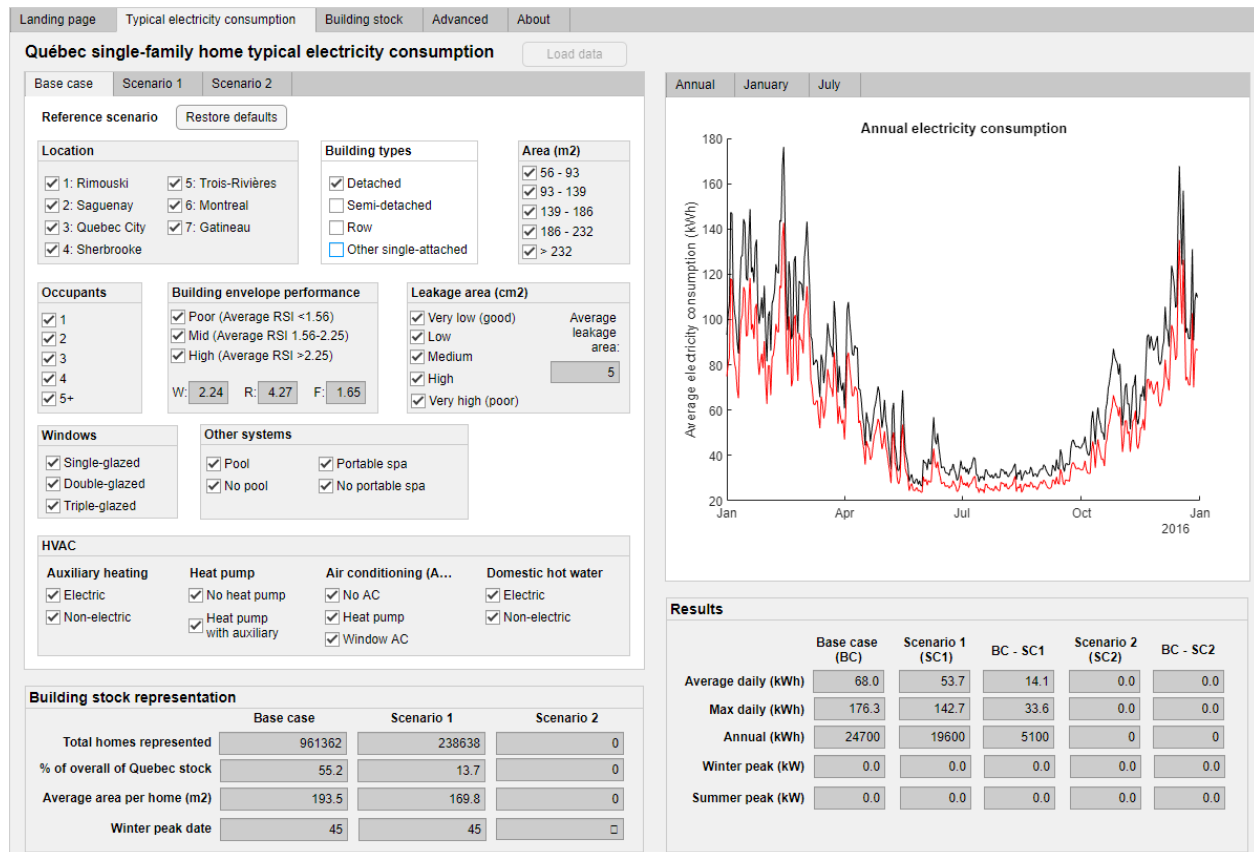 Landing page Typical electricity consumption Building stock Advanced About
Québec single-family home typical electricity consumption Load data
Base case Scenario 1 Scenario 2
Reference scenario Restore defaults
Location
1: Rimouski 5: Trois-Rivières
2: Saguenay 6: Montreal
3: Quebec City 7: Gatineau
4: Sherbrooke
Building types
Detached
Semi-detached
Row
Other single-attached
Area (m2)
56 - 93
93 - 139
139 - 186
186 - 232
> 232
Occupants
1
2
3
4
5+
Building envelope performance
Poor (Average RSI <1.56)
Mid (Average RSI 1.56-2.25)
High (Average RSI >2.25)
W: 2.24 R: 4.27 F: 1.65
Leakage area (cm2)
Very low (good)
Low
Medium
High
Very high (poor)
Average
leakage
area:
5
Windows
Single-glazed
Double-glazed
Triple-glazed
Other systems
Pool Portable spa
No pool No portable spa
HVAC
Auxiliary heating
Electric
Non-electric
Heat pump
No heat pump
Heat pump
with auxiliary
Air conditioning (A...
No AC
Heat pump
Window AC
Domestic hot water
Electric
Non-electric
Building stock representation
Base case Scenario 1 Scenario 2
Total homes represented 961362 238638 0
% of overall of Quebec stock 55.2 13.7 0
Average area per home (m2) 193.5 169.8 0
Winter peak date 45 45
Annual January July
Annual electricity consumption
Average electricity consumption (kWh)
180
160
140
120
100
80
60
40
20
Jan Apr Jul Oct Jan
2016
Results
Base case
(BC)
Scenario 1
(SC1)
BC - SC1
Scenario 2
(SC2)
BC - SC2
Average daily (kWh) 68.0 53.7 14.1 0.0 0.0
Max daily (kWh) 176.3 142.7 33.6 0.0 0.0
Annual (kWh) 24700 19600 5100 0 0
Winter peak (kW) 0.0 0.0 0.0 0.0 0.0
Summer peak (kW) 0.0 0.0 0.0 0.0 0.0